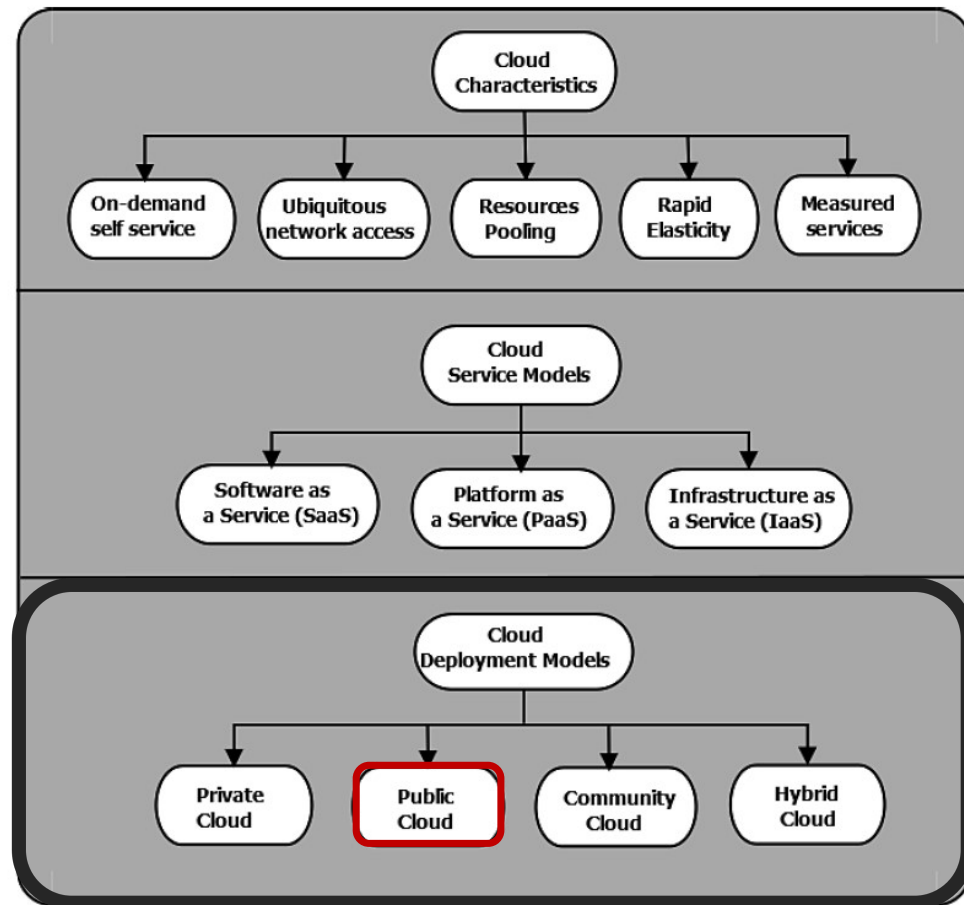 Cloud
Characteristics
On-demand
self service
Ubiquitous
network access
Resources
Pooling
Rapid
Elasticity
Measured
services
Cloud
Service Models
Software as
a Service (SaaS)
Platform as
a Service (PaaS)
Infrastructure as
a Service (IaaS)
Cloud
Deployment Models
Private
Cloud
Public
Cloud
Community
Cloud
Hybrid
Cloud